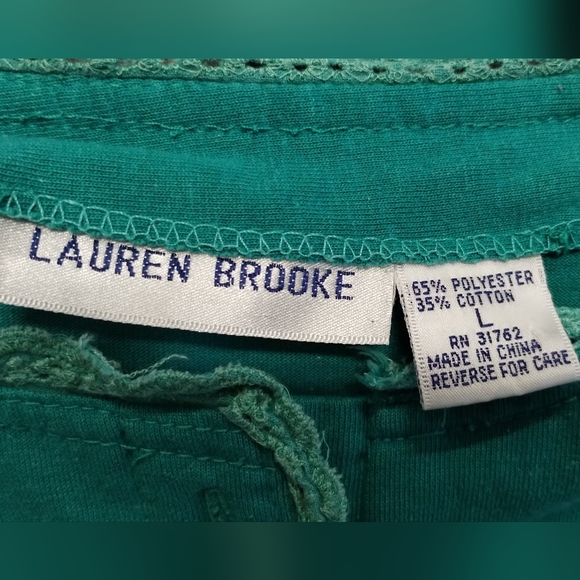 LAUREN BROOKE
65% POLYESTER
35% COTTON
L
RN 31762
MADE IN CHINA
REVERSE FOR CARE